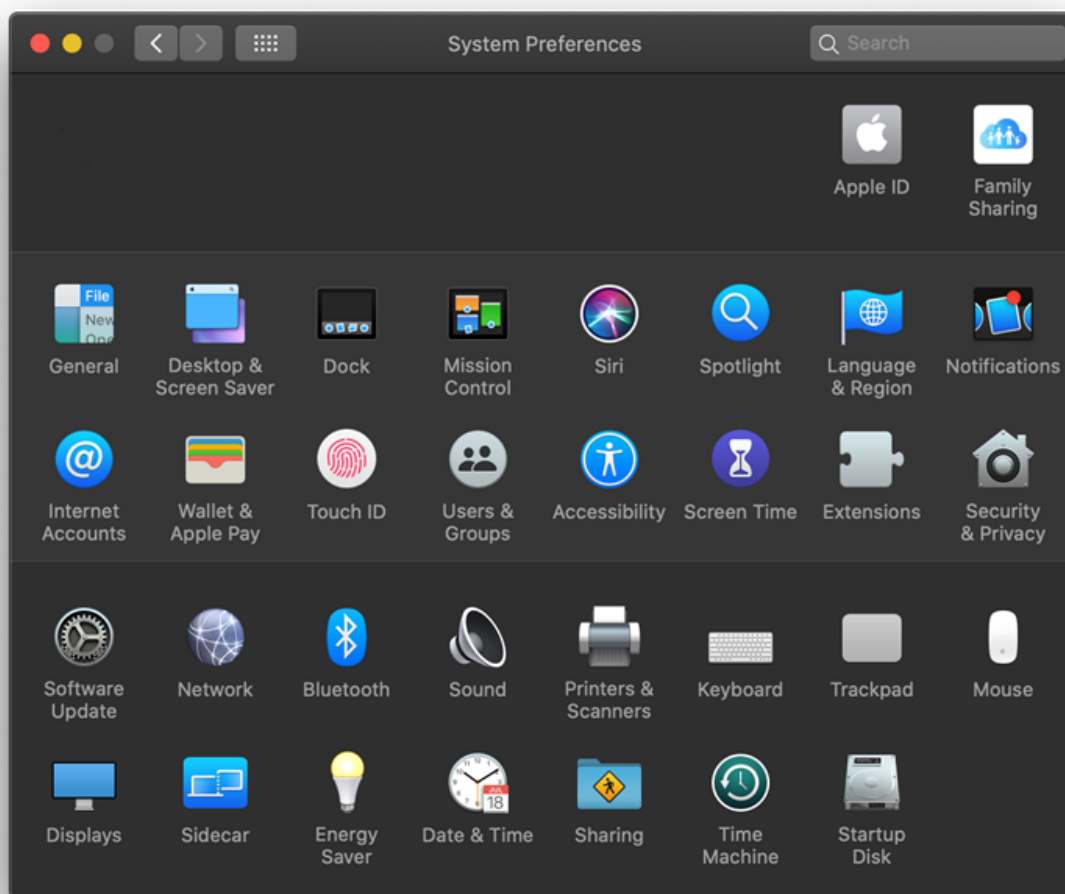 System Preferences
Search
Apple ID
Family
Sharing
File
New
Ope
General
Desktop &
Screen Saver
Dock
Mission
Control
Siri
Spotlight
Language
& Region
Notifications
Internet
Accounts
Wallet &
Apple Pay
Touch ID
Users &
Groups
Accessibility
Screen Time
Extensions
Security
& Privacy
Software
Update
Network
Bluetooth
Sound
Printers &
Scanners
Keyboard
Trackpad
Mouse
JUL
18
Displays
Sidecar
Energy
Saver
Date & Time
Sharing
Time
Machine
Startup
Disk